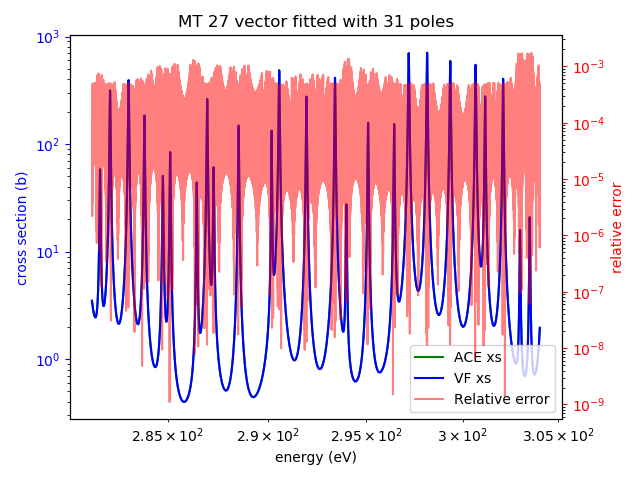 MT 27 vector fitted with 31 poles
cross section (b)
10³
10²
10¹
10⁰
10⁻³
10⁻⁴
10⁻⁵
10⁻⁶
10⁻⁷
10⁻⁸
10⁻⁹
relative error
ACE xs
VF xs
Relative error
2.85 × 10² 2.9 × 10² 2.95 × 10² 3 × 10² 3.05 × 10²
energy (eV)